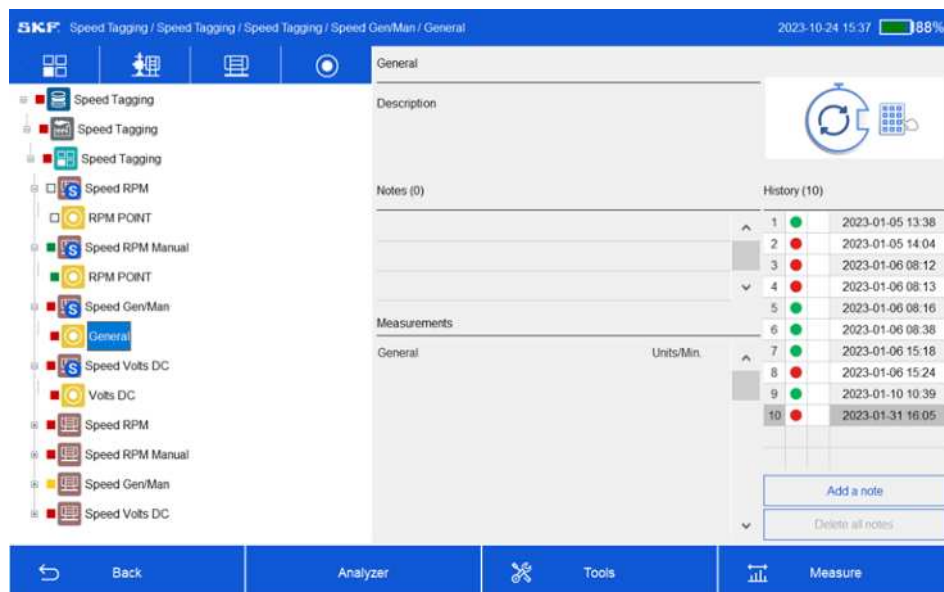 SKF. Speed Tagging / Speed Tagging / Speed Tagging / Speed Gen/Man / General 2023-10-24 15:37 88%
Speed Tagging
Speed Tagging
Speed Tagging
Speed RPM
RPM POINT
Speed RPM Manual
RPM POINT
Speed Gen/Man
General
Speed Volts DC
Volts DC
Speed RPM
Speed RPM Manual
Speed Gen/Man
Speed Volts DC
General
Description
Notes (0)
Measurements
General Units/Min.
History (10)
1 2023-01-05 13:38
2 2023-01-05 14:04
3 2023-01-06 08:12
4 2023-01-06 08:13
5 2023-01-06 08:16
6 2023-01-06 08:38
7 2023-01-06 15:18
8 2023-01-06 15:24
9 2023-01-10 10:39
10 2023-01-31 16:05
Add a note
Delete all notes
Back Analyzer Tools Measure